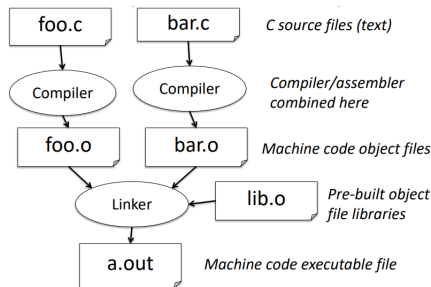 foo.c
bar.c
C source files (text)
Compiler
Compiler
Compiler/assembler
combined here
foo.o
bar.o
Machine code object files
Linker
lib.o
Pre-built object
file libraries
a.out
Machine code executable file